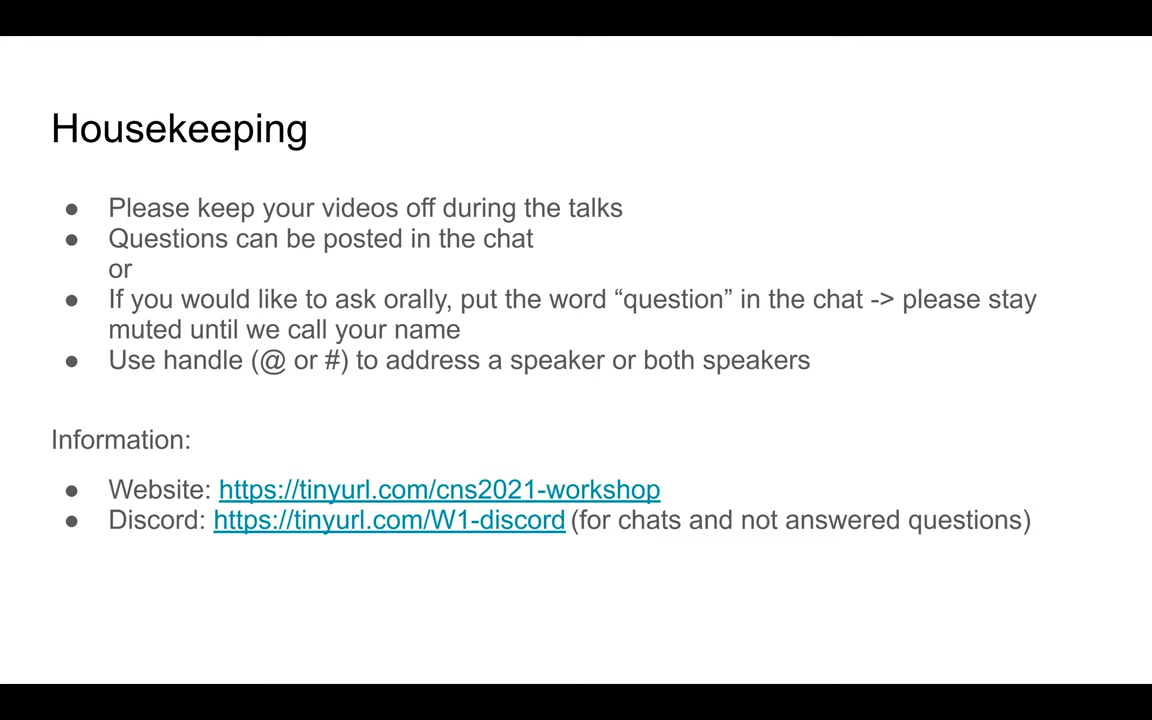 Housekeeping
● Please keep your videos off during the talks
● Questions can be posted in the chat
or
● If you would like to ask orally, put the word “question” in the chat -> please stay
muted until we call your name
● Use handle (@ or #) to address a speaker or both speakers
Information:
● Website: https://tinyurl.com/cns2021-workshop
● Discord: https://tinyurl.com/W1-discord (for chats and not answered questions)